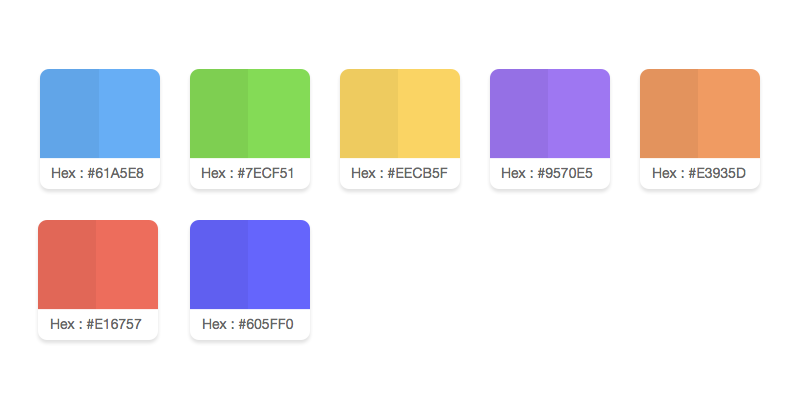 Hex : #61A5E8
Hex : #7ECF51
Hex : #EECB5F
Hex : #9570E5
Hex : #E3935D
Hex : #E16757
Hex : #605FF0